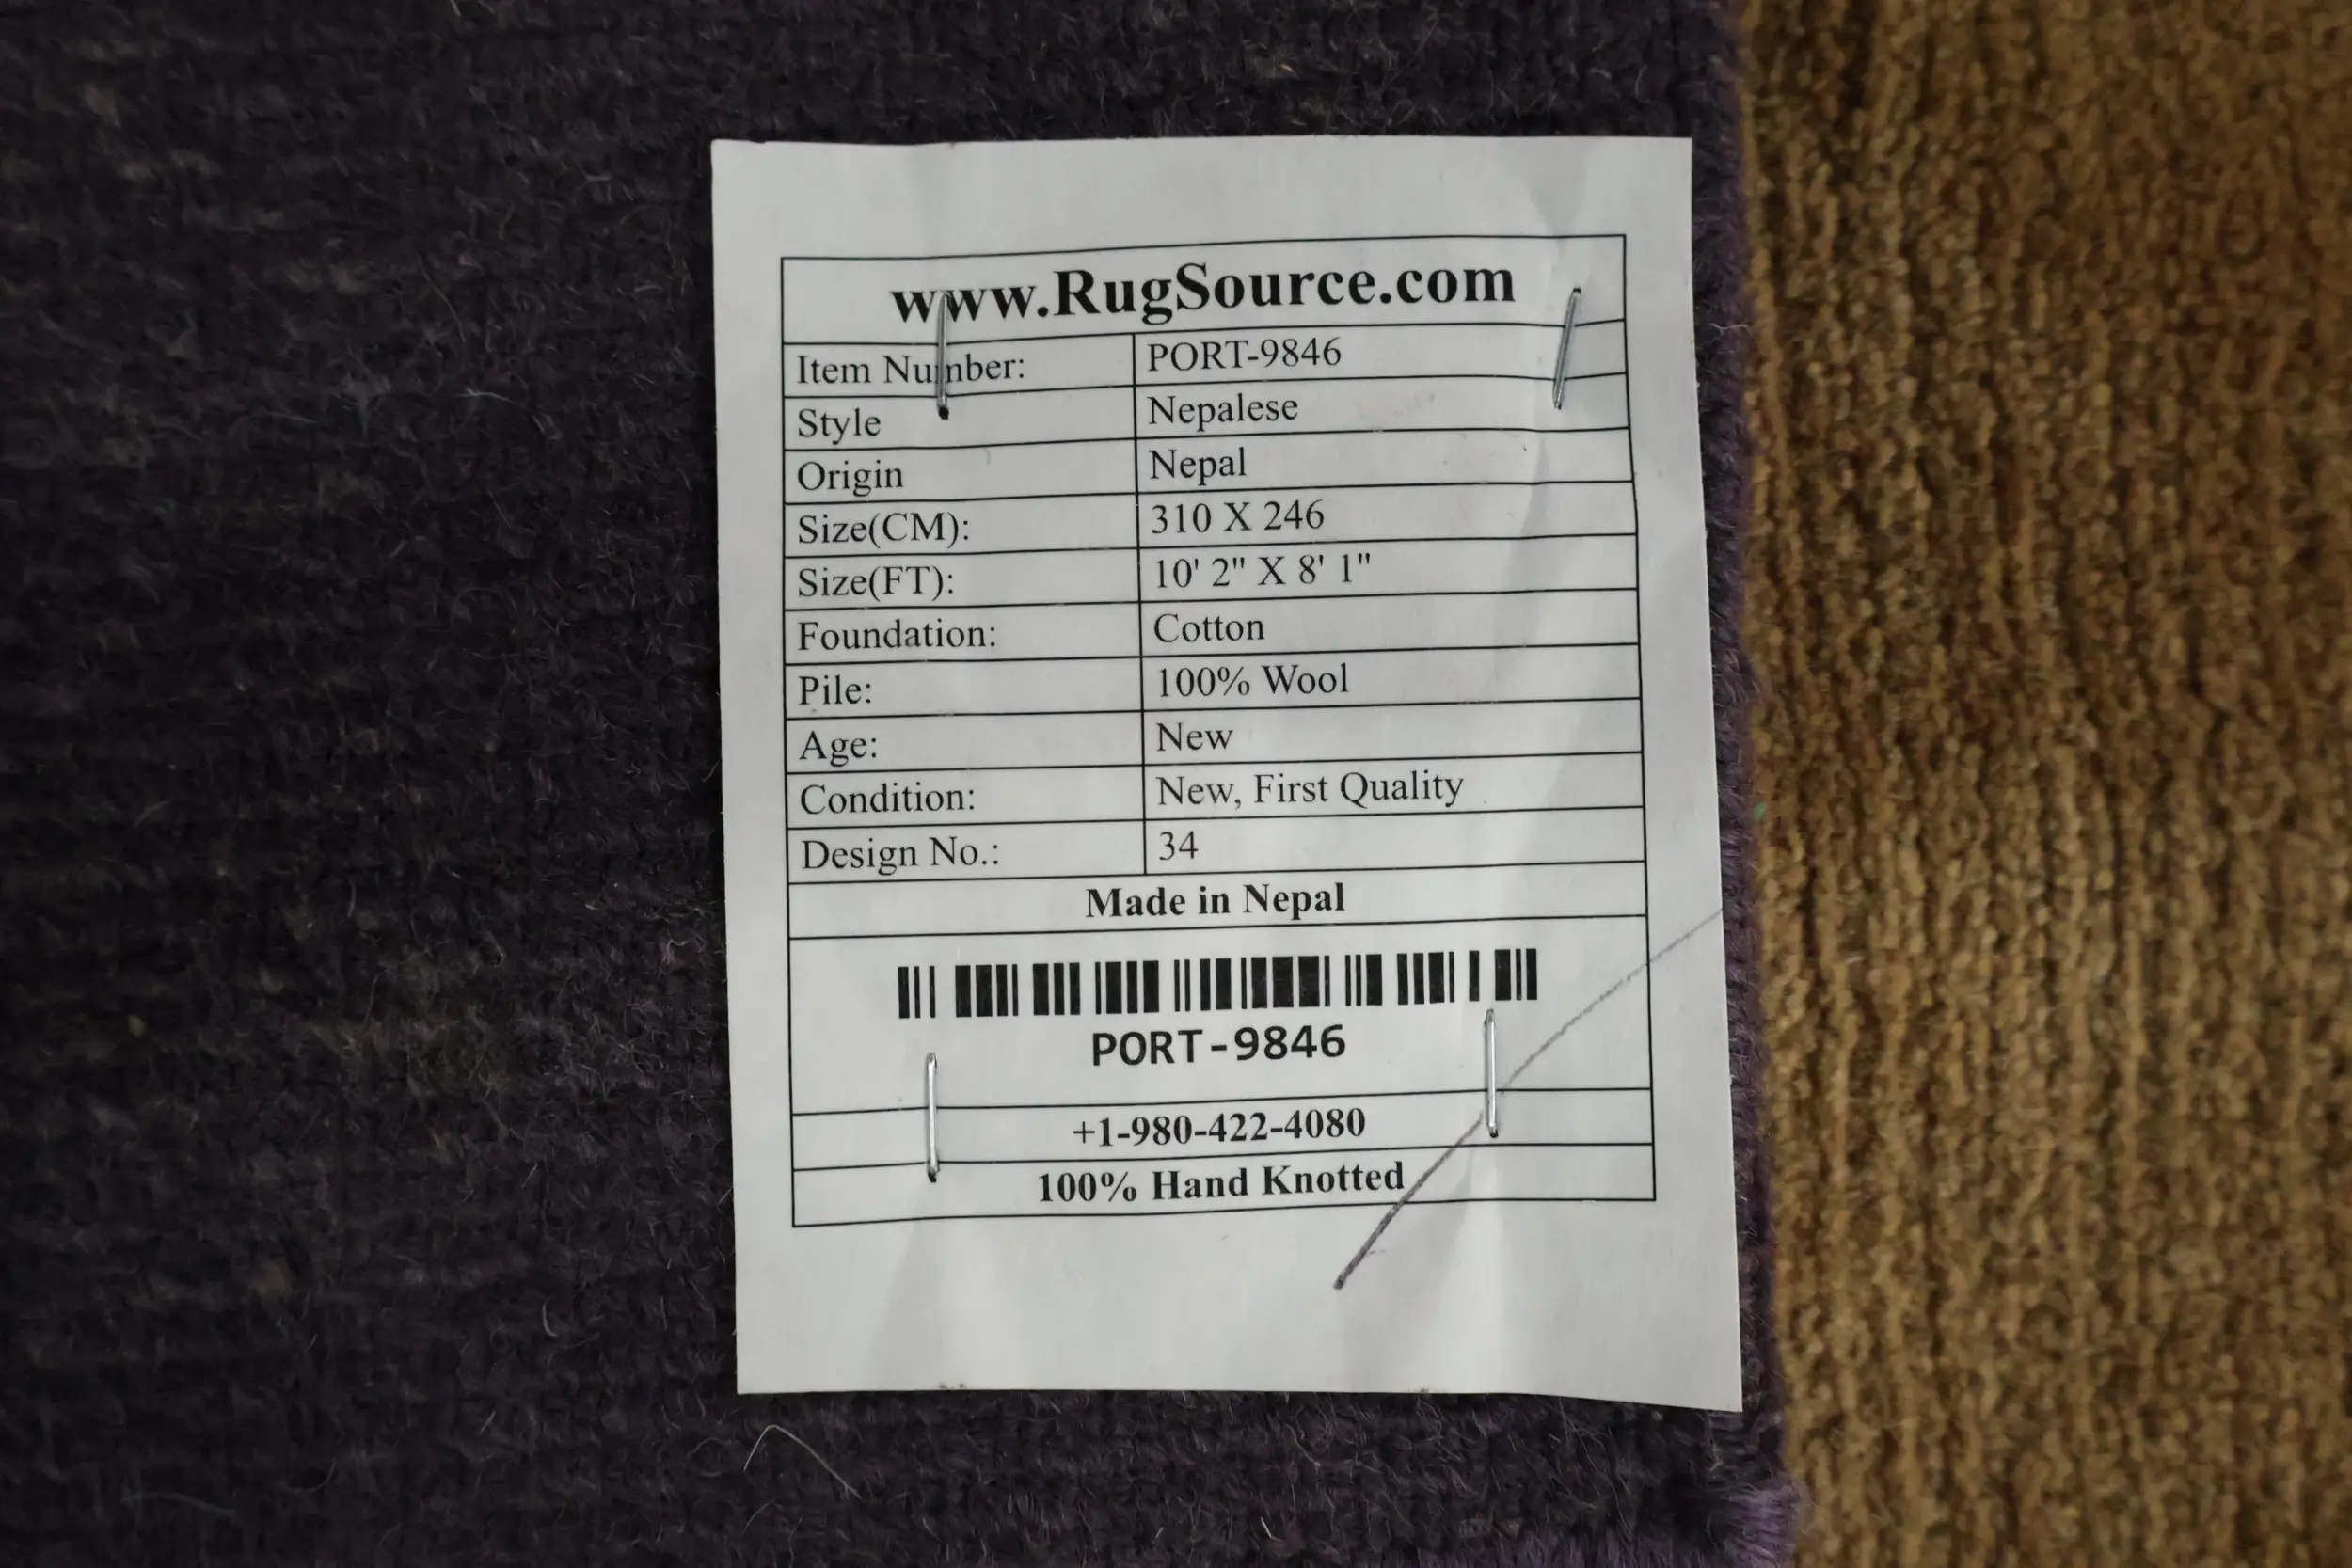 www.RugSource.com
Item Number: PORT-9846
Style Nepalese
Origin Nepal
Size(CM): 310 X 246
Size(FT): 10' 2" X 8' 1"
Foundation: Cotton
Pile: 100% Wool
Age: New
Condition: New, First Quality
Design No.: 34
Made in Nepal
PORT-9846
+1-980-422-4080
100% Hand Knotted